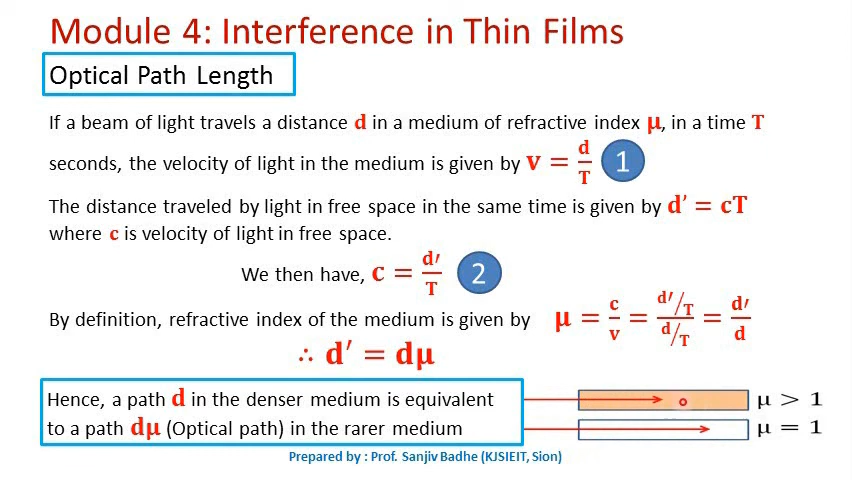 Module 4: Interference in Thin Films
Optical Path Length
If a beam of light travels a distance d in a medium of refractive index μ, in a time T
seconds, the velocity of light in the medium is given by v = d/T 1
The distance traveled by light in free space in the same time is given by d′ = cT
where c is velocity of light in free space.
We then have, c = d′/T 2
By definition, refractive index of the medium is given by μ = c/v = (d′/T)/(d/T) = d′/d
∴ d′ = dμ
Hence, a path d in the denser medium is equivalent
to a path dμ (Optical path) in the rarer medium
μ > 1
μ = 1
Prepared by : Prof. Sanjiv Badhe (KJSIEIT, Sion)